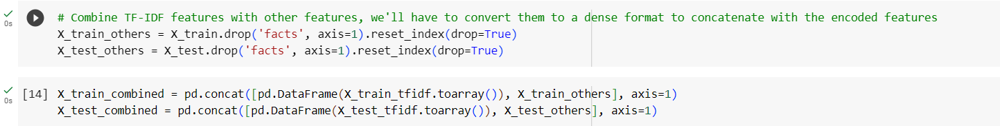 0s
# Combine TF-IDF features with other features, we'll have to convert them to a dense format to concatenate with the encoded features
X_train_others = X_train.drop('facts', axis=1).reset_index(drop=True)
X_test_others = X_test.drop('facts', axis=1).reset_index(drop=True)
0s
[14] X_train_combined = pd.concat([pd.DataFrame(X_train_tfidf.toarray()), X_train_others], axis=1)
X_test_combined = pd.concat([pd.DataFrame(X_test_tfidf.toarray()), X_test_others], axis=1)